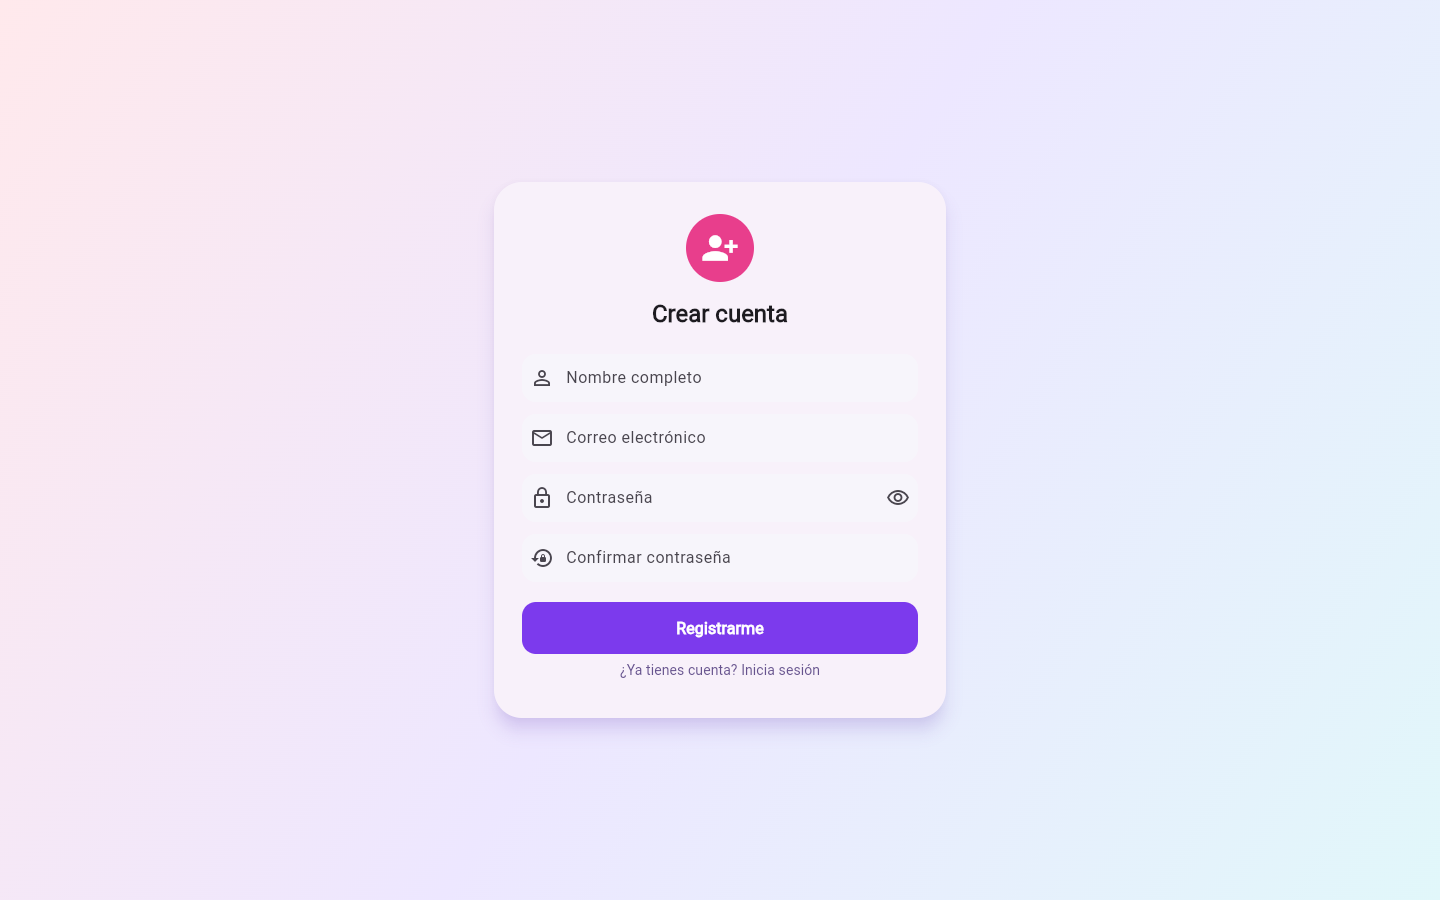 Crear cuenta
Nombre completo
Correo electrónico
Contraseña
Confirmar contraseña
Registrarme
¿Ya tienes cuenta? Inicia sesión